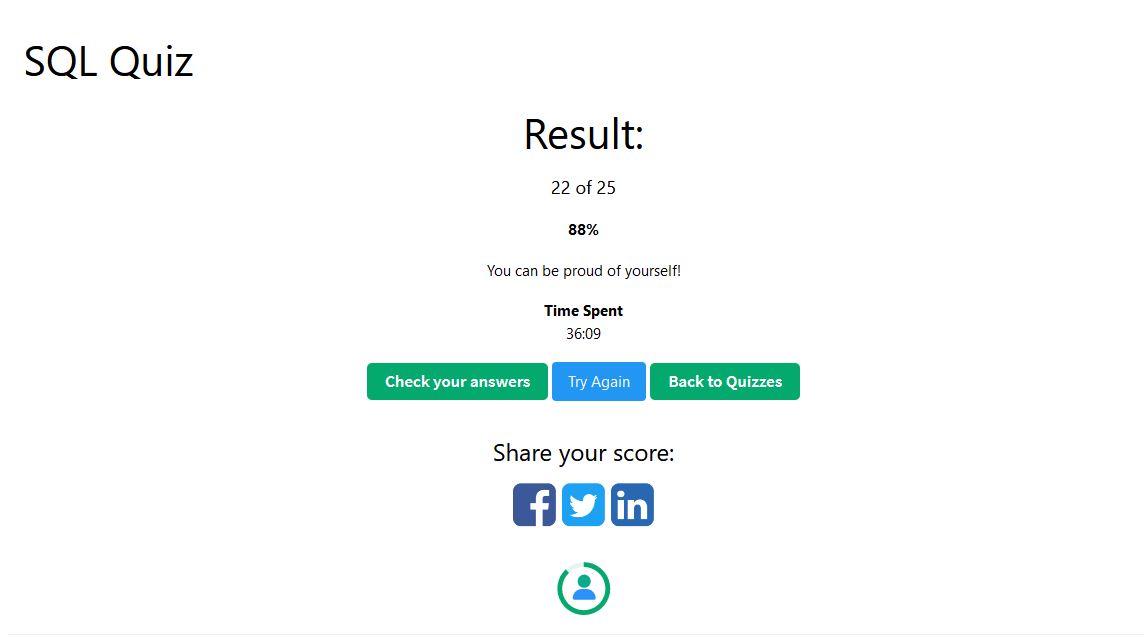 SQL Quiz
Result:
22 of 25
88%
You can be proud of yourself!
Time Spent
36:09
Check your answers Try Again Back to Quizzes
Share your score: